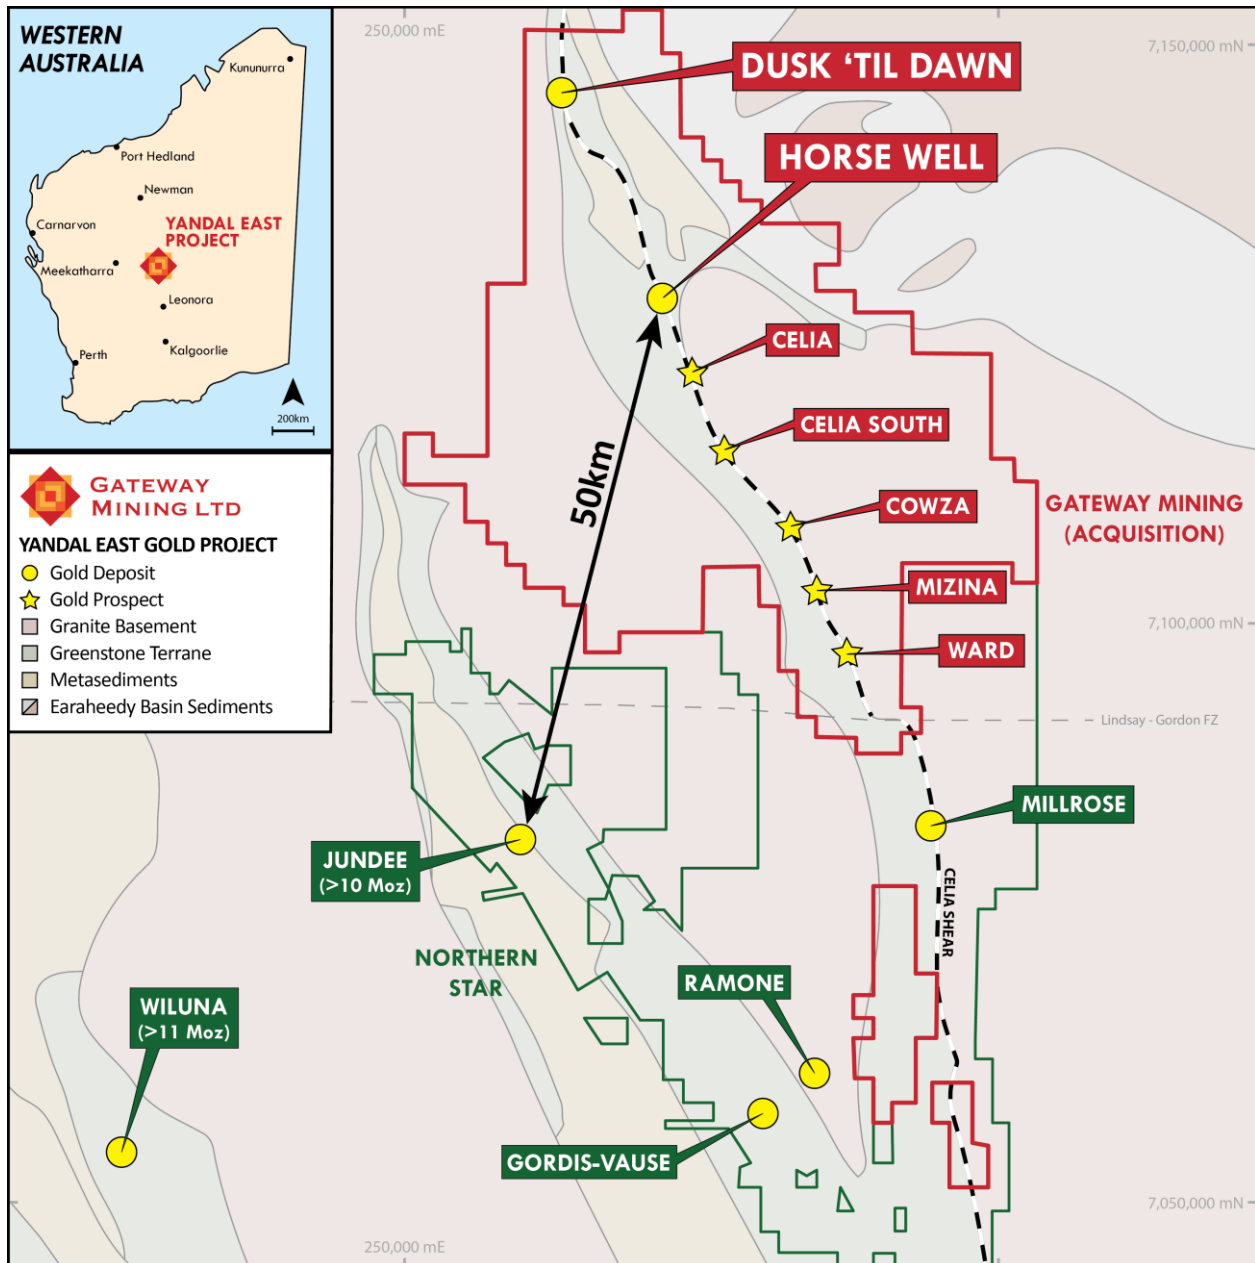 WESTERN
AUSTRALIA
Kununurra
Port Hedland
Newman
Carnarvon
YANDAL EAST
PROJECT
Meekatharra
Leonora
Kalgoorlie
Perth
200km
GATEWAY
MINING LTD
YANDAL EAST GOLD PROJECT
Gold Deposit
Gold Prospect
Granite Basement
Greenstone Terrane
Metasediments
Earaheedy Basin Sediments
250,000 mE
7,150,000 mN
DUSK ‘TIL DAWN
HORSE WELL
CELIA
CELIA SOUTH
50km
COWZA
GATEWAY MINING
(ACQUISITION)
MIZINA
7,100,000 mN
WARD
Lindsay - Gordon FZ
MILLROSE
JUNDEE
(>10 Moz)
CELIA SHEAR
NORTHERN
STAR
RAMONE
WILUNA
(>11 Moz)
GORDIS-VAUSE
7,050,000 mN
250,000 mE